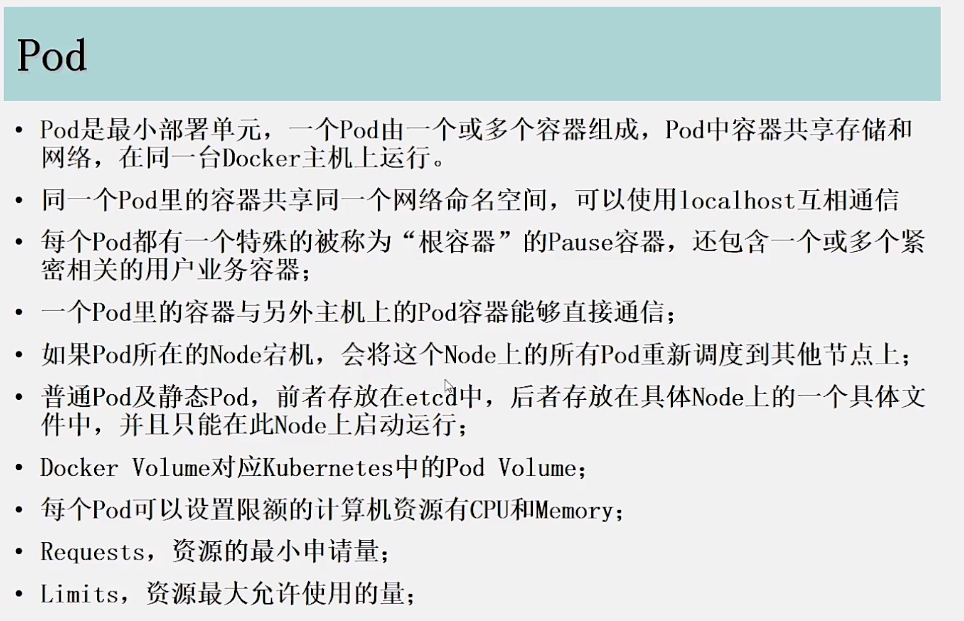 Pod
• Pod是最小部署单元，一个Pod由一个或多个容器组成，Pod中容器共享存储和
网络，在同一台Docker主机上运行。
• 同一个Pod里的容器共享同一个网络命名空间，可以使用localhost互相通信
• 每个Pod都有一个特殊的被称为“根容器”的Pause容器，还包含一个或多个紧
密相关的用户业务容器；
• 一个Pod里的容器与另外主机上的Pod容器能够直接通信；
• 如果Pod所在的Node宕机，会将这个Node上的所有Pod重新调度到其他节点上；
• 普通Pod及静态Pod，前者存放在etcd中，后者存放在具体Node上的一个具体文
件中，并且只能在此Node上启动运行；
• Docker Volume对应Kubernetes中的Pod Volume；
• 每个Pod可以设置限额的计算机资源有CPU和Memory；
• Requests，资源的最小申请量；
• Limits，资源最大允许使用的量；